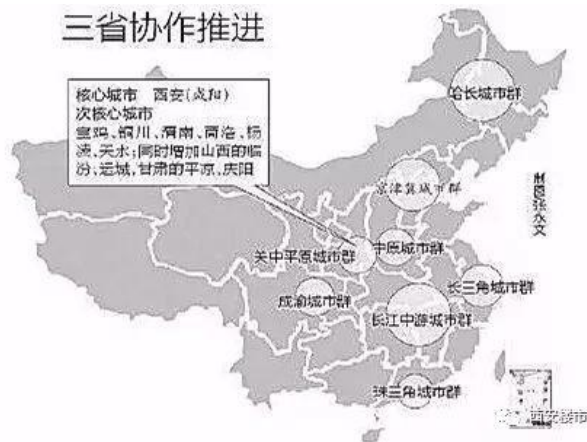 三省协作推进
核心城市 西安(咸阳)
次核心城市
宝鸡、铜川、渭南、商洛、杨
凌、天水;同时增加山西的临
汾、运城,甘肃的平凉、庆阳
哈长城市群
京津冀城市群
制图张永文
关中平原城市群
中原城市群
成渝城市群
长三角城市群
长江中游城市群
珠三角城市群
西安楼市